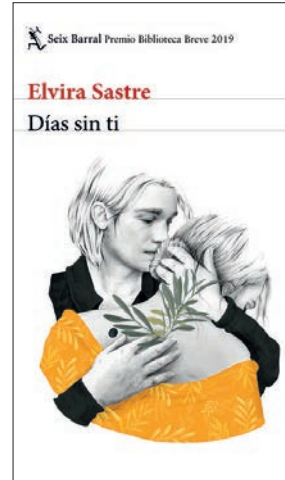 Seix Barral Premio Biblioteca Breve 2019
Elvira Sastre
Días sin ti